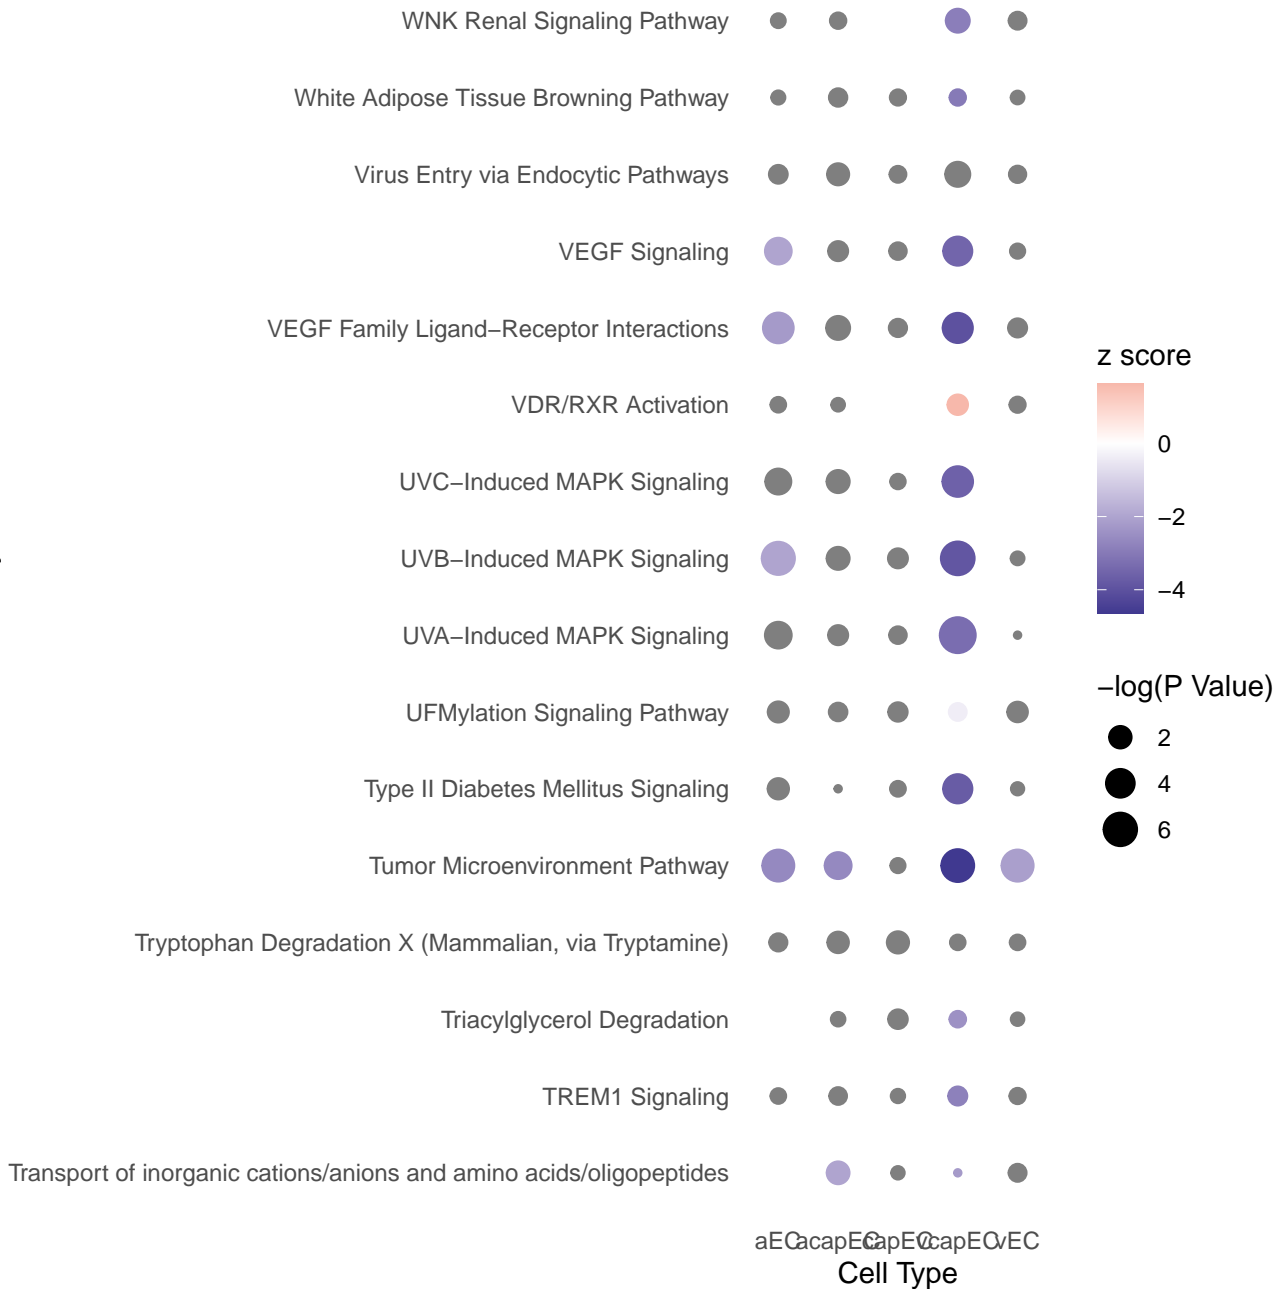 WNK Renal Signaling Pathway
White Adipose Tissue Browning Pathway
Virus Entry via Endocytic Pathways
VEGF Signaling
VEGF Family Ligand−Receptor Interactions
VDR/RXR Activation
UVC−Induced MAPK Signaling
UVB−Induced MAPK Signaling
UVA−Induced MAPK Signaling
UFMylation Signaling Pathway
Type II Diabetes Mellitus Signaling
Tumor Microenvironment Pathway
Tryptophan Degradation X (Mammalian, via Tryptamine)
Triacylglycerol Degradation
TREM1 Signaling
Transport of inorganic cations/anions and amino acids/oligopeptides
aEC acapEC capEC vcapEC vEC
Cell Type
z score
0
−2
−4
−log(P Value)
2
4
6